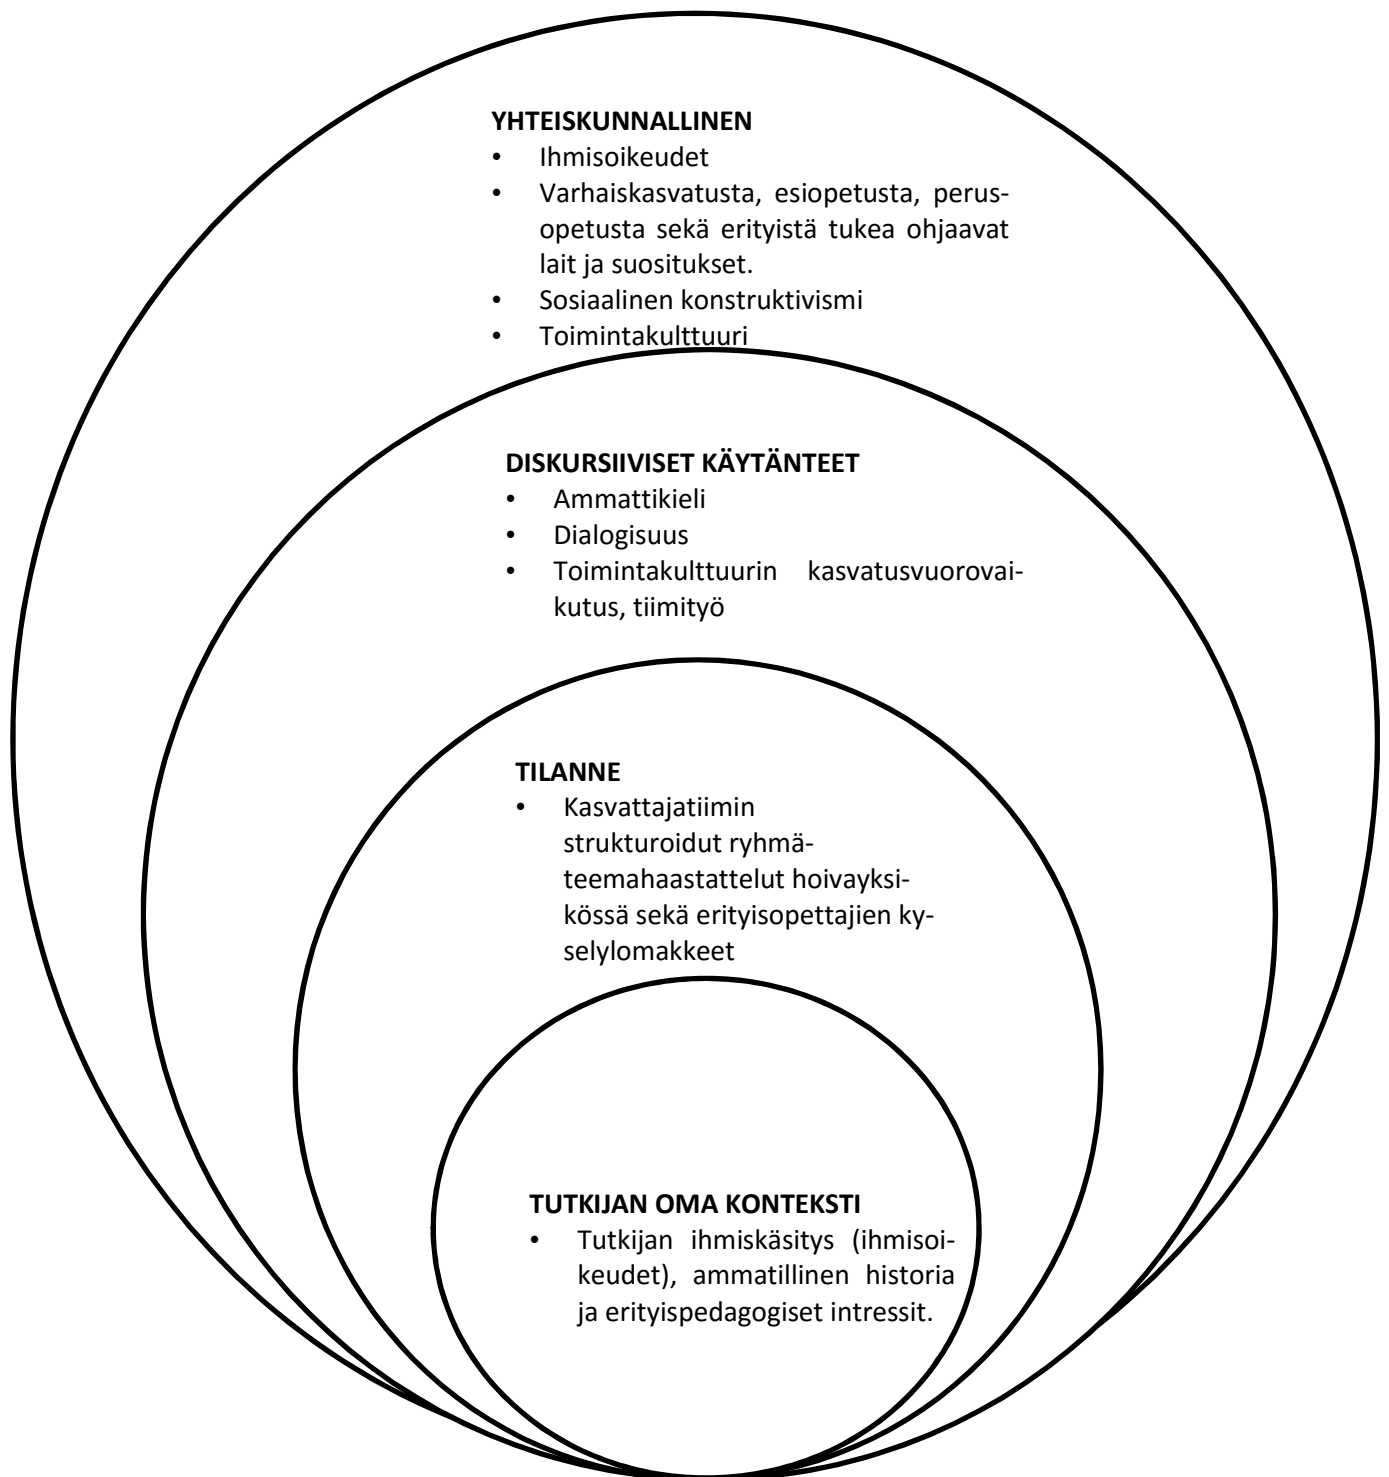 YHTEISKUNNALLINEN
• Ihmisoikeudet
• Varhaiskasvatusta, esiopetusta, perus-
opetusta sekä erityistä tukea ohjaavat
lait ja suositukset.
• Sosiaalinen konstruktivismi
• Toimintakulttuuri
DISKURSIIVISET KÄYTÄNTEET
• Ammattikieli
• Dialogisuus
• Toimintakulttuurin kasvatusvuorovai-
kutus, tiimityö
TILANNE
• Kasvattajatiimin
strukturoidut ryhmä-
teemahaastattelut hoivayksi-
kössä sekä erityisopettajien ky-
selylomakkeet
TUTKIJAN OMA KONTEKSTI
• Tutkijan ihmiskäsitys (ihmisoi-
keudet), ammatillinen historia
ja erityispedagogiset intressit.